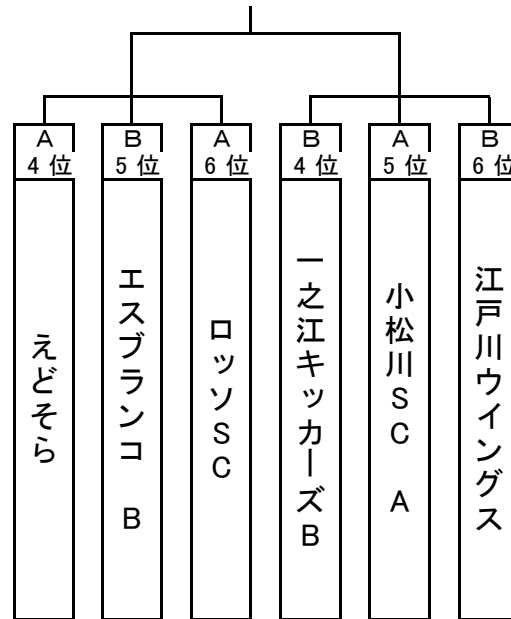 A
4 位
えどそら
B
5 位
エスブランコ B
A
6 位
ロッソSC
B
4 位
一之江キッカーズB
A
5 位
小松川SC A
B
6 位
江戸川ウイングス